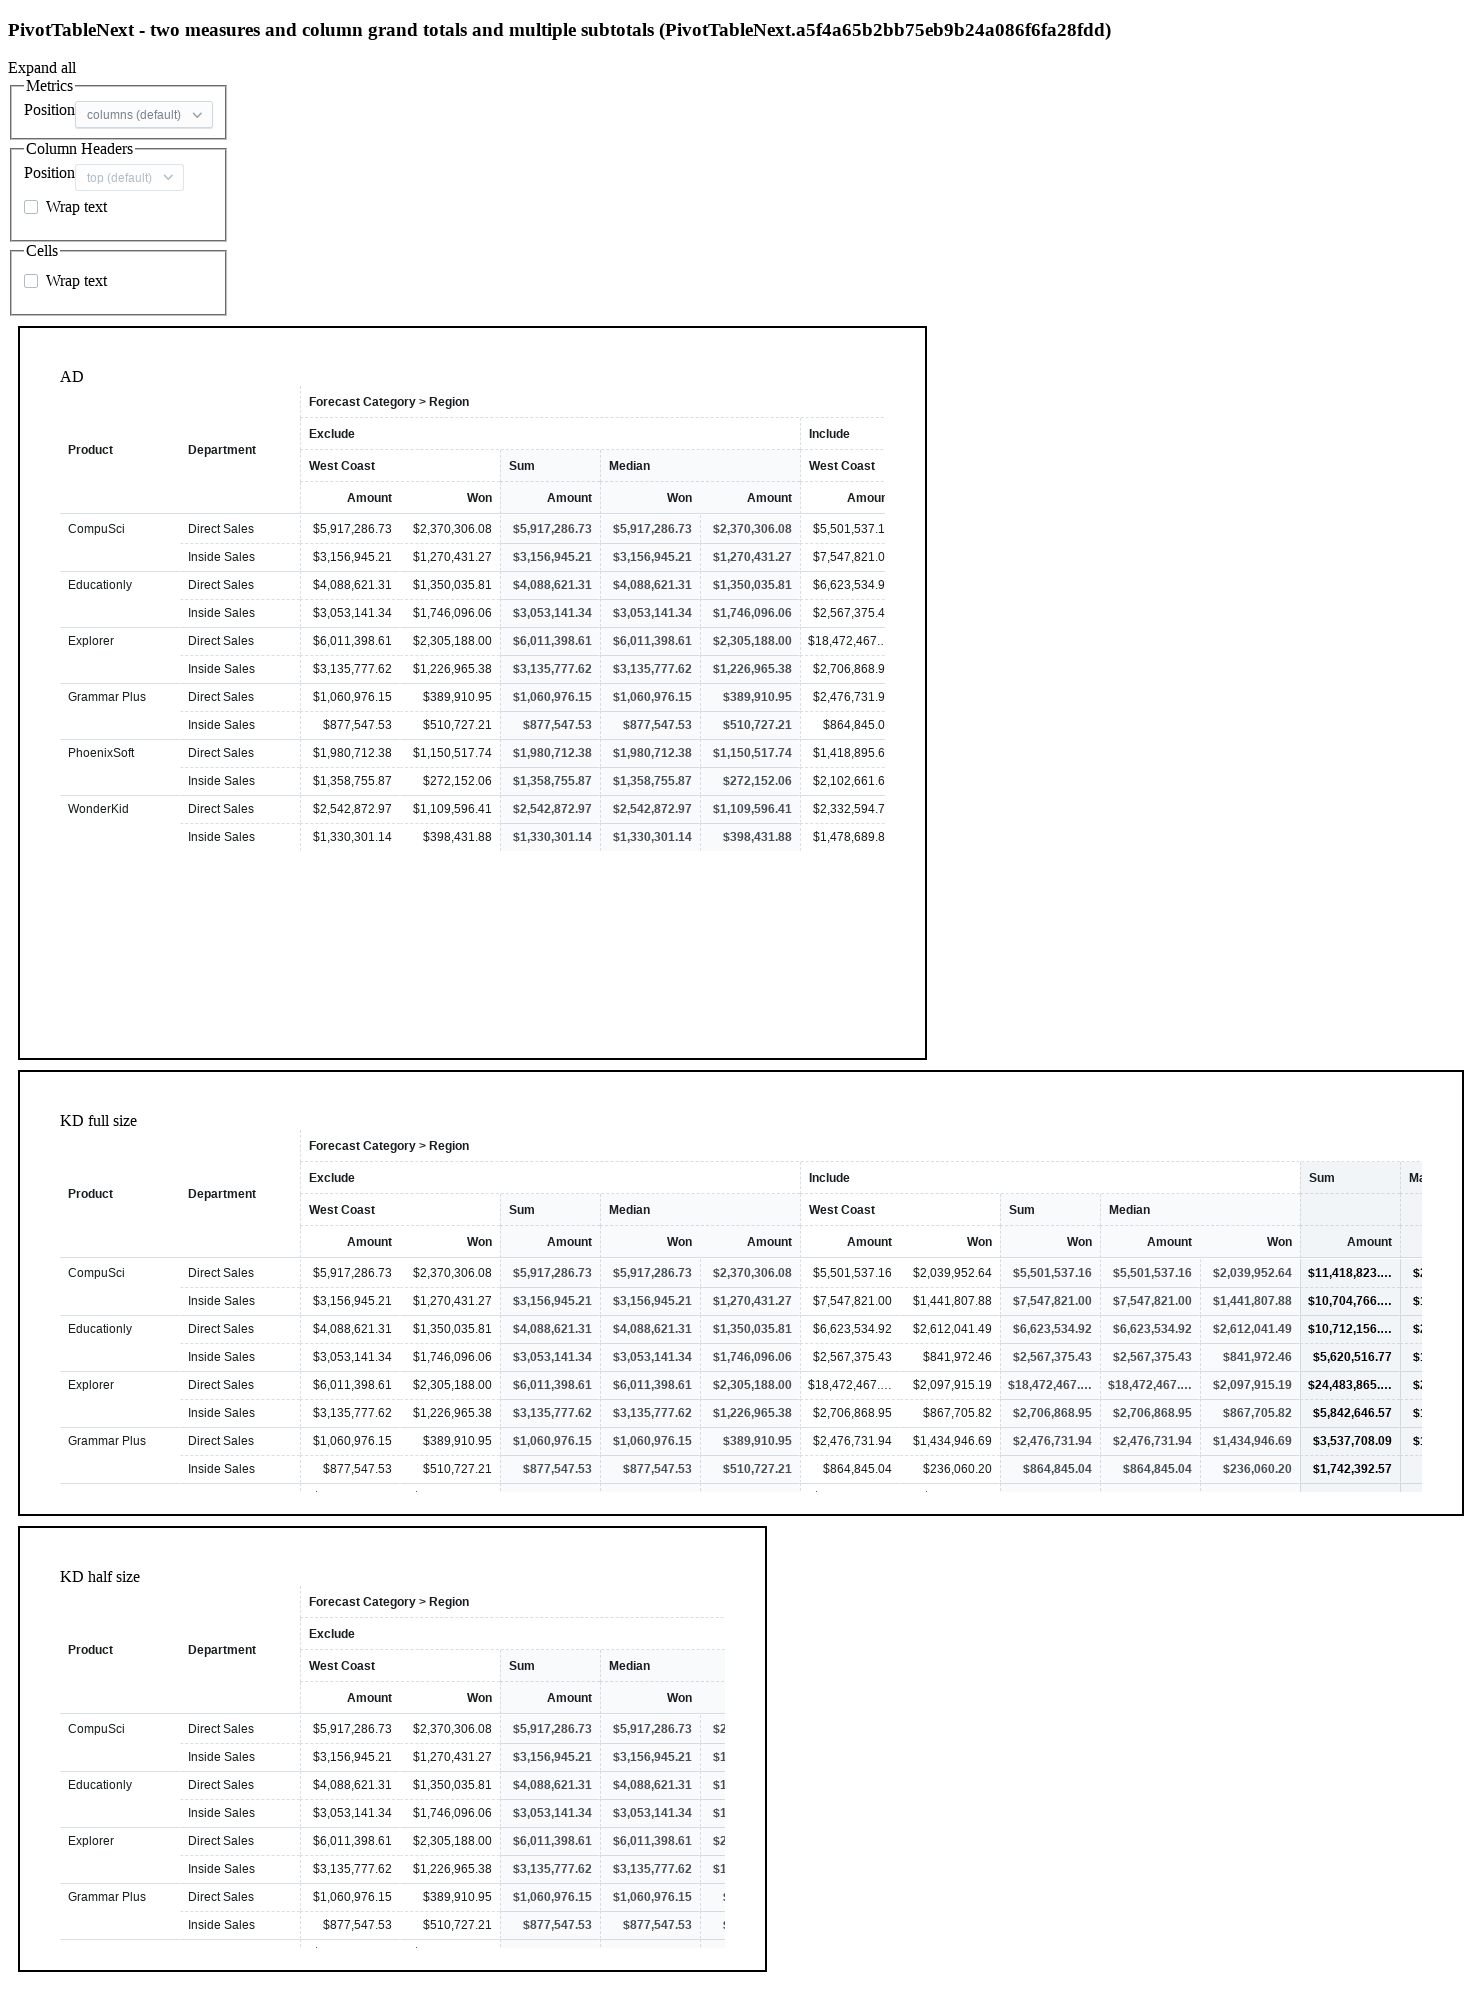 PivotTableNext - two measures and column grand totals and multiple subtotals (PivotTableNext.a5f4a65b2bb75eb9b24a086f6fa28fdd)
Expand all
Metrics
Position columns (default)
Column Headers
Position top (default)
Wrap text
Cells
Wrap text
AD
Forecast Category > Region
Exclude Include
Product Department
West Coast Sum Median West Coast
Amount Won Amount Won Amount Amour
CompuSci Direct Sales $5,917,286.73 $2,370,306.08 $5,917,286.73 $5,917,286.73 $2,370,306.08 $5,501,537.1
Inside Sales $3,156,945.21 $1,270,431.27 $3,156,945.21 $3,156,945.21 $1,270,431.27 $7,547,821.0
Educationly Direct Sales $4,088,621.31 $1,350,035.81 $4,088,621.31 $4,088,621.31 $1,350,035.81 $6,623,534.9
Inside Sales $3,053,141.34 $1,746,096.06 $3,053,141.34 $3,053,141.34 $1,746,096.06 $2,567,375.4
Explorer Direct Sales $6,011,398.61 $2,305,188.00 $6,011,398.61 $6,011,398.61 $2,305,188.00 $18,472,467..
Inside Sales $3,135,777.62 $1,226,965.38 $3,135,777.62 $3,135,777.62 $1,226,965.38 $2,706,868.9
Grammar Plus Direct Sales $1,060,976.15 $389,910.95 $1,060,976.15 $1,060,976.15 $389,910.95 $2,476,731.9
Inside Sales $877,547.53 $510,727.21 $877,547.53 $877,547.53 $510,727.21 $864,845.0
PhoenixSoft Direct Sales $1,980,712.38 $1,150,517.74 $1,980,712.38 $1,980,712.38 $1,150,517.74 $1,418,895.6
Inside Sales $1,358,755.87 $272,152.06 $1,358,755.87 $1,358,755.87 $272,152.06 $2,102,661.6
WonderKid Direct Sales $2,542,872.97 $1,109,596.41 $2,542,872.97 $2,542,872.97 $1,109,596.41 $2,332,594.7
Inside Sales $1,330,301.14 $398,431.88 $1,330,301.14 $1,330,301.14 $398,431.88 $1,478,689.8
KD full size
Forecast Category > Region
Exclude Include Sum Ma
Product Department
West Coast Sum Median West Coast Sum Median
Amount Won Amount Won Amount Amount Won Won Amount Won Amount
CompuSci Direct Sales $5,917,286.73 $2,370,306.08 $5,917,286.73 $5,917,286.73 $2,370,306.08 $5,501,537.16 $2,039,952.64 $5,501,537.16 $5,501,537.16 $2,039,952.64 $11,418,823.... $2
Inside Sales $3,156,945.21 $1,270,431.27 $3,156,945.21 $3,156,945.21 $1,270,431.27 $7,547,821.00 $1,441,807.88 $7,547,821.00 $7,547,821.00 $1,441,807.88 $10,704,766.... $1
Educationly Direct Sales $4,088,621.31 $1,350,035.81 $4,088,621.31 $4,088,621.31 $1,350,035.81 $6,623,534.92 $2,612,041.49 $6,623,534.92 $6,623,534.92 $2,612,041.49 $10,712,156.... $2
Inside Sales $3,053,141.34 $1,746,096.06 $3,053,141.34 $3,053,141.34 $1,746,096.06 $2,567,375.43 $841,972.46 $2,567,375.43 $2,567,375.43 $841,972.46 $5,620,516.77 $1
Explorer Direct Sales $6,011,398.61 $2,305,188.00 $6,011,398.61 $6,011,398.61 $2,305,188.00 $18,472,467.... $2,097,915.19 $18,472,467.... $18,472,467.... $2,097,915.19 $24,483,865.... $2
Inside Sales $3,135,777.62 $1,226,965.38 $3,135,777.62 $3,135,777.62 $1,226,965.38 $2,706,868.95 $867,705.82 $2,706,868.95 $2,706,868.95 $867,705.82 $5,842,646.57 $1
Grammar Plus Direct Sales $1,060,976.15 $389,910.95 $1,060,976.15 $1,060,976.15 $389,910.95 $2,476,731.94 $1,434,946.69 $2,476,731.94 $2,476,731.94 $1,434,946.69 $3,537,708.09 $1
Inside Sales $877,547.53 $510,727.21 $877,547.53 $877,547.53 $510,727.21 $864,845.04 $236,060.20 $864,845.04 $864,845.04 $236,060.20 $1,742,392.57
KD half size
Forecast Category > Region
Exclude
Product Department
West Coast Sum Median
Amount Won Amount Won
CompuSci Direct Sales $5,917,286.73 $2,370,306.08 $5,917,286.73 $5,917,286.73 $2
Inside Sales $3,156,945.21 $1,270,431.27 $3,156,945.21 $3,156,945.21 $1
Educationly Direct Sales $4,088,621.31 $1,350,035.81 $4,088,621.31 $4,088,621.31 $1
Inside Sales $3,053,141.34 $1,746,096.06 $3,053,141.34 $3,053,141.34 $1
Explorer Direct Sales $6,011,398.61 $2,305,188.00 $6,011,398.61 $6,011,398.61 $2
Inside Sales $3,135,777.62 $1,226,965.38 $3,135,777.62 $3,135,777.62 $1
Grammar Plus Direct Sales $1,060,976.15 $389,910.95 $1,060,976.15 $1,060,976.15
Inside Sales $877,547.53 $510,727.21 $877,547.53 $877,547.53